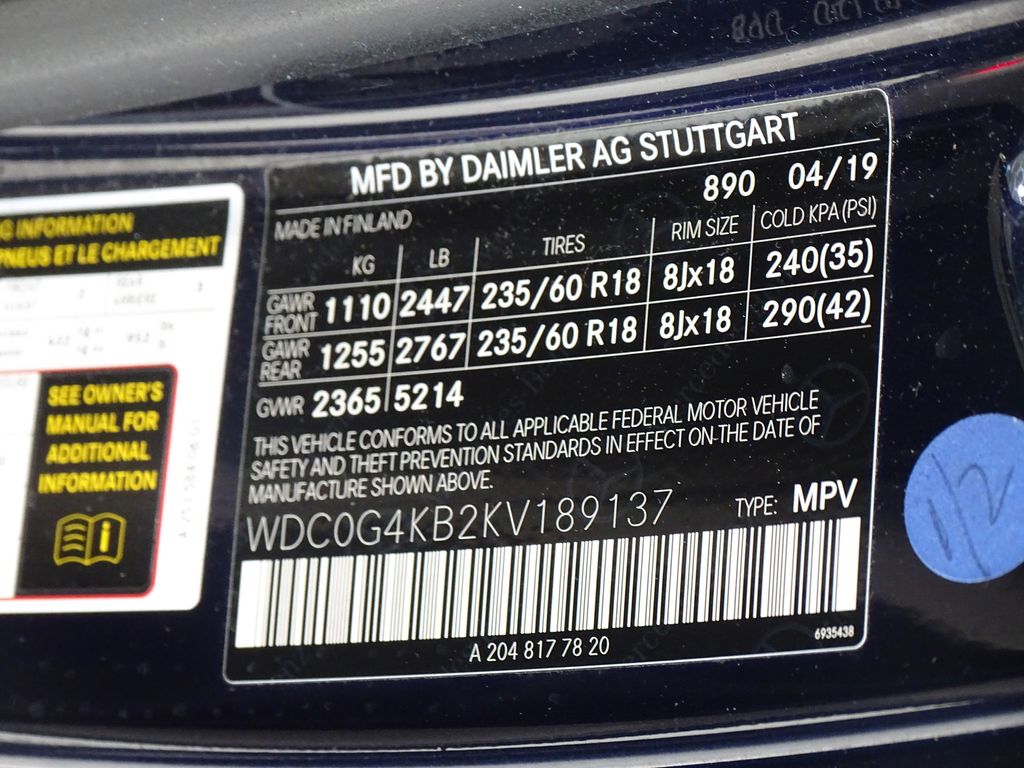 MFD BY DAIMLER AG STUTTGART
890 04/19
MADE IN FINLAND
KG LB TIRES RIM SIZE COLD KPA (PSI)
GAWR FRONT 1110 2447 235/60 R18 8Jx18 240(35)
GAWR REAR 1255 2767 235/60 R18 8Jx18 290(42)
GVWR 2365 5214
THIS VEHICLE CONFORMS TO ALL APPLICABLE FEDERAL MOTOR VEHICLE
SAFETY AND THEFT PREVENTION STANDARDS IN EFFECT ON THE DATE OF
MANUFACTURE SHOWN ABOVE.
WDC0G4KB2KV189137 TYPE: MPV
A 204 817 78 20
6935438
INFORMATION
PNEUS ET LE CHARGEMENT
SEE OWNER'S
MANUAL FOR
ADDITIONAL
INFORMATION